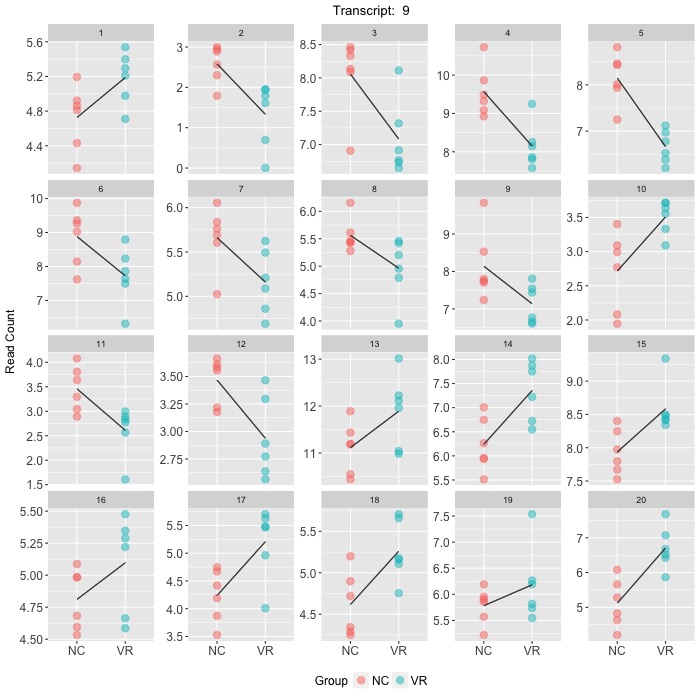 Transcript: 9
1 2 3 4 5
5.6 3 8.5 10 8
5.2 2 8.0 9 7
4.8 1 7.5 8
4.4 0 7.0
6 7 8 9 10
10 6.0 6.0 9 3.5
9 5.5 5.5 8 3.0
8 5.0 5.0 7 2.5
7 4.5 2.0
4.0
Read Count
11 12 13 14 15
4.0 3.50 13 8.0 9.0
3.5 3.25 12 7.5 8.5
3.0 3.00 11 7.0 8.0
2.5 2.75 6.5 7.5
2.0 6.0
1.5 5.5
16 17 18 19 20
5.50 5.5 5.5 7.5 7
5.25 5.0 5.0 7.0 6
5.00 4.5 4.5 6.5 5
4.75 4.0 6.0
4.50 3.5 5.5
NC VR NC VR NC VR NC VR NC VR
Group NC VR